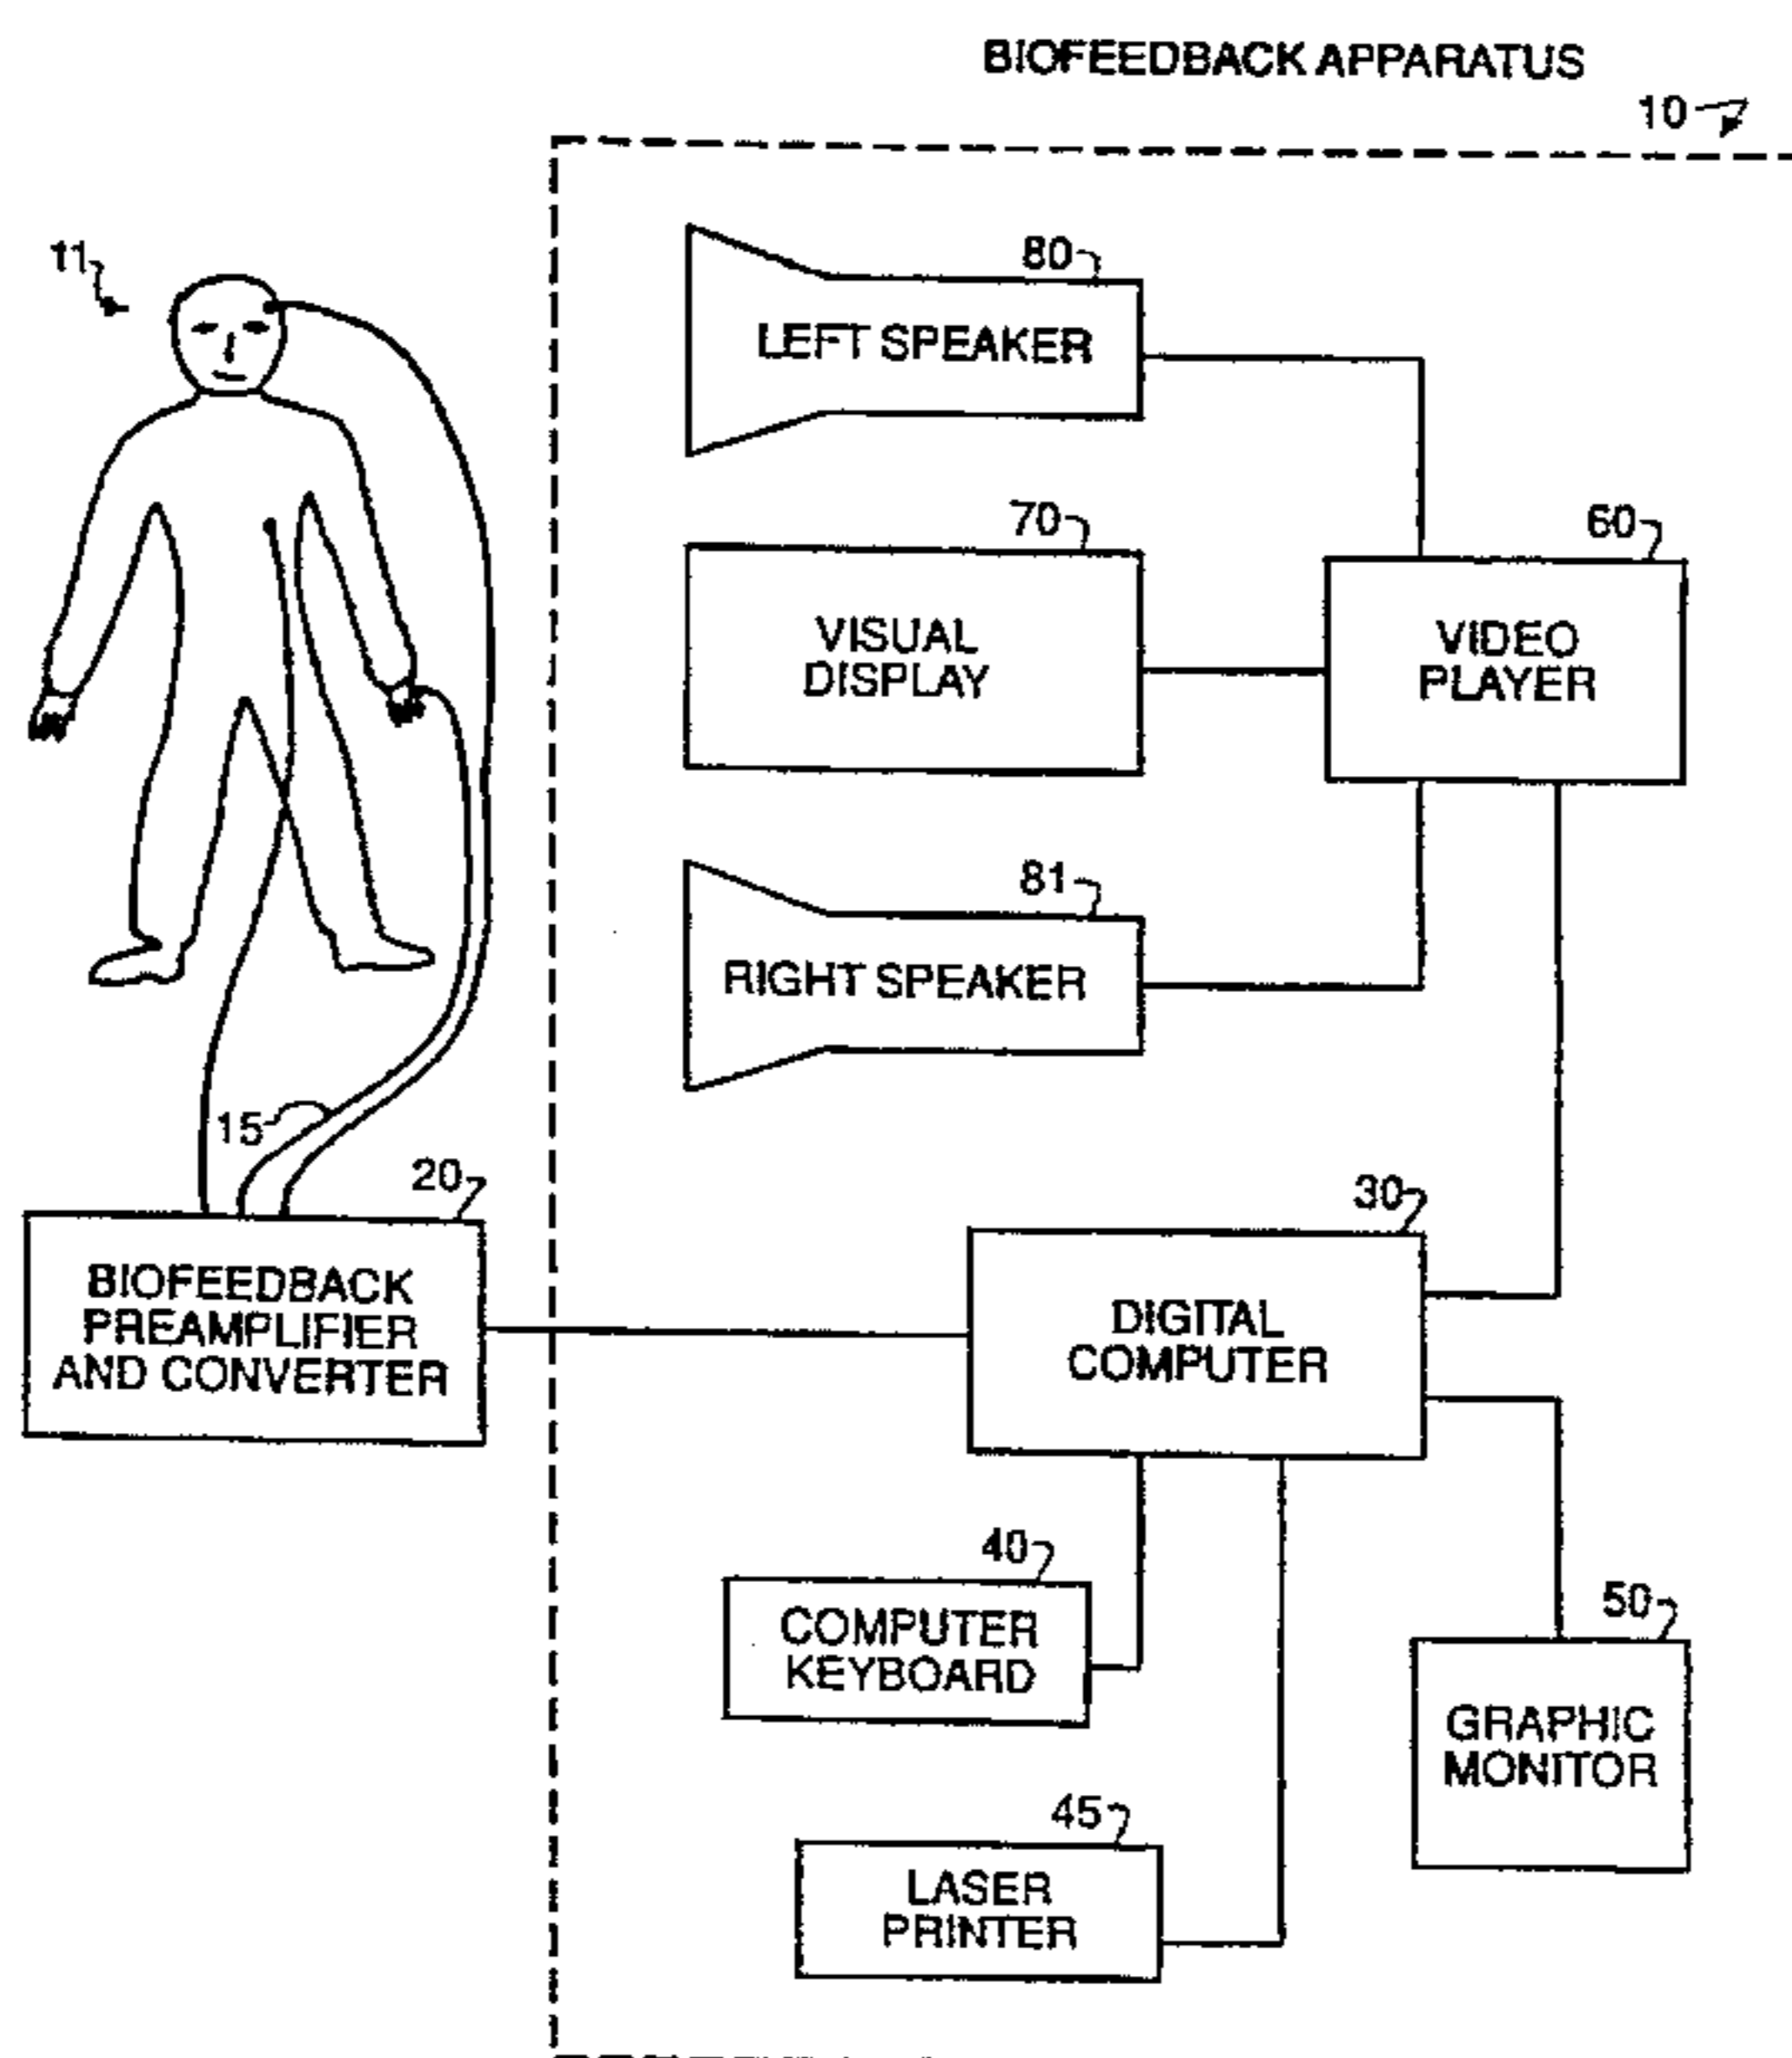 BIOFEEDBACK APPARATUS
10
11
80
LEFT SPEAKER
70
VISUAL
DISPLAY
60
VIDEO
PLAYER
81
RIGHT SPEAKER
15
20
BIOFEEDBACK
PREAMPLIFIER
AND CONVERTER
30
DIGITAL
COMPUTER
40
COMPUTER
KEYBOARD
50
GRAPHIC
MONITOR
45
LASER
PRINTER